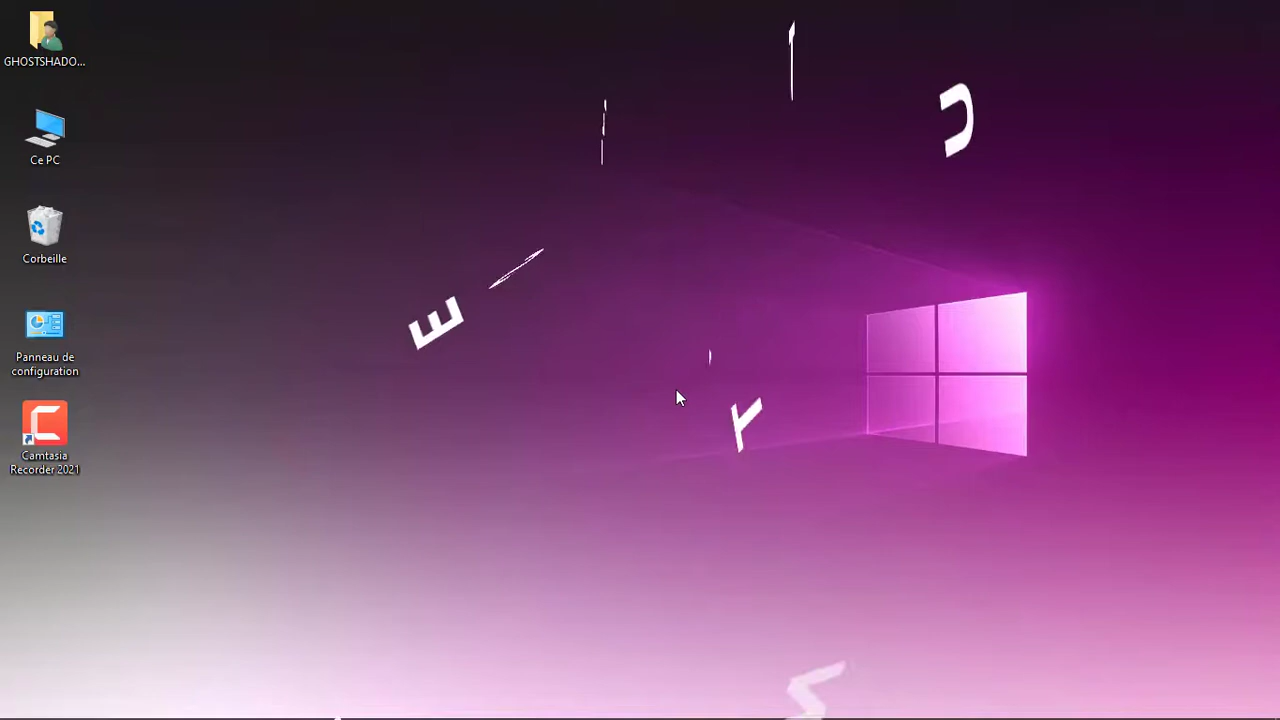 GHOSTSHADO...
Ce PC
Corbeille
Panneau de
configuration
Camtasia
Recorder 2021